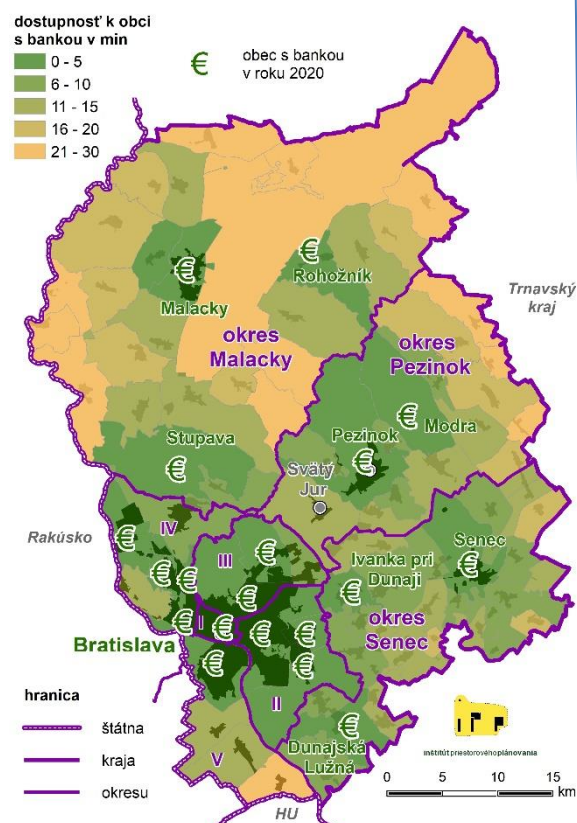 dostupnosť k obci
s bankou v min
0 - 5
6 - 10
11 - 15
16 - 20
21 - 30
€ obec s bankou
v roku 2020
€
Malacky
€
Rohožník
Trnavský
kraj
okres
Malacky
okres
Pezinok
€
Modra
Stupava
€
Pezinok
€
Svätý
Jur
Rakúsko
IV
€
€
€
III
€
€
Ivanka pri
Dunaji
€
Senec
€
okres
Senec
Bratislava
€
I
€
€
€
€
€
II
€
Dunajská
Lužná
V
HU
hranica
štátna
kraja
okresu
inštitút priestorového plánovania
0 5 10 15
km